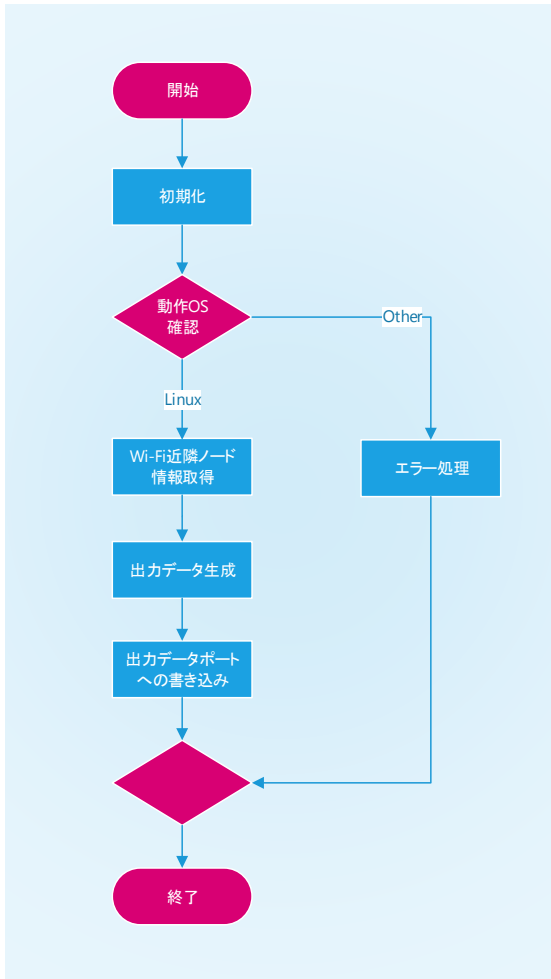 開始
初期化
動作OS
確認
Other
Linux
Wi-Fi近隣ノード
情報取得
エラー処理
出力データ生成
出力データポート
への書き込み
終了